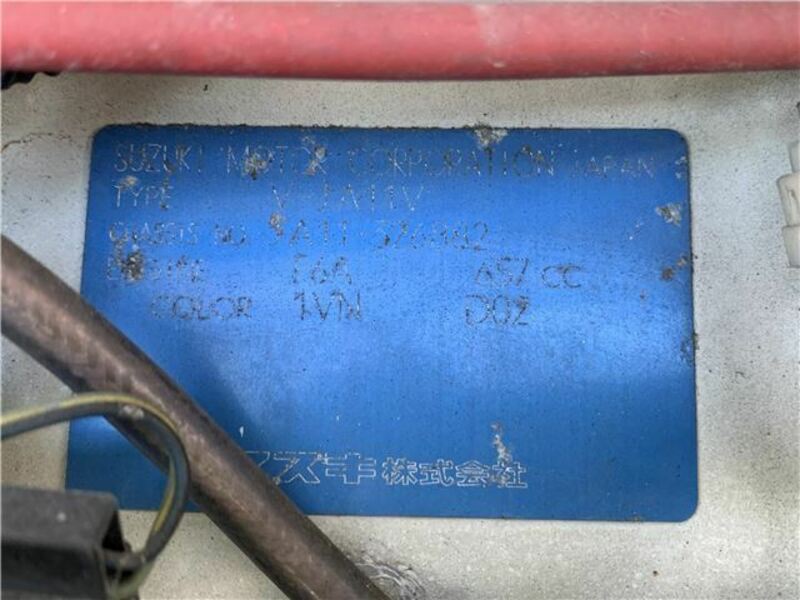 SUZUKI MOTOR CORPORATION JAPAN
TYPE V-JA11V
CHASSIS NO. JA11-326882
ENGINE F6A 657 cc
COLOR 1VN D02
スズキ株式会社